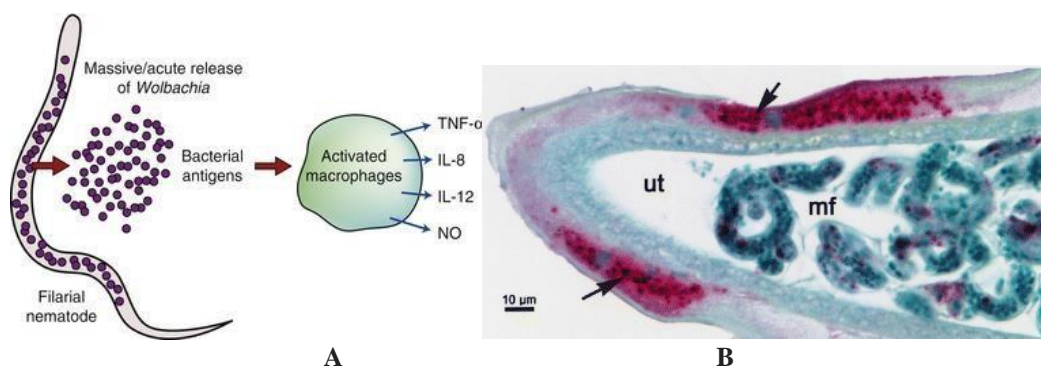 Massive/acute release
of Wolbachia
Bacterial
antigens
Activated
macrophages
TNF-α
IL-8
IL-12
NO
Filarial
nematode
A
ut
mf
10 µm
B